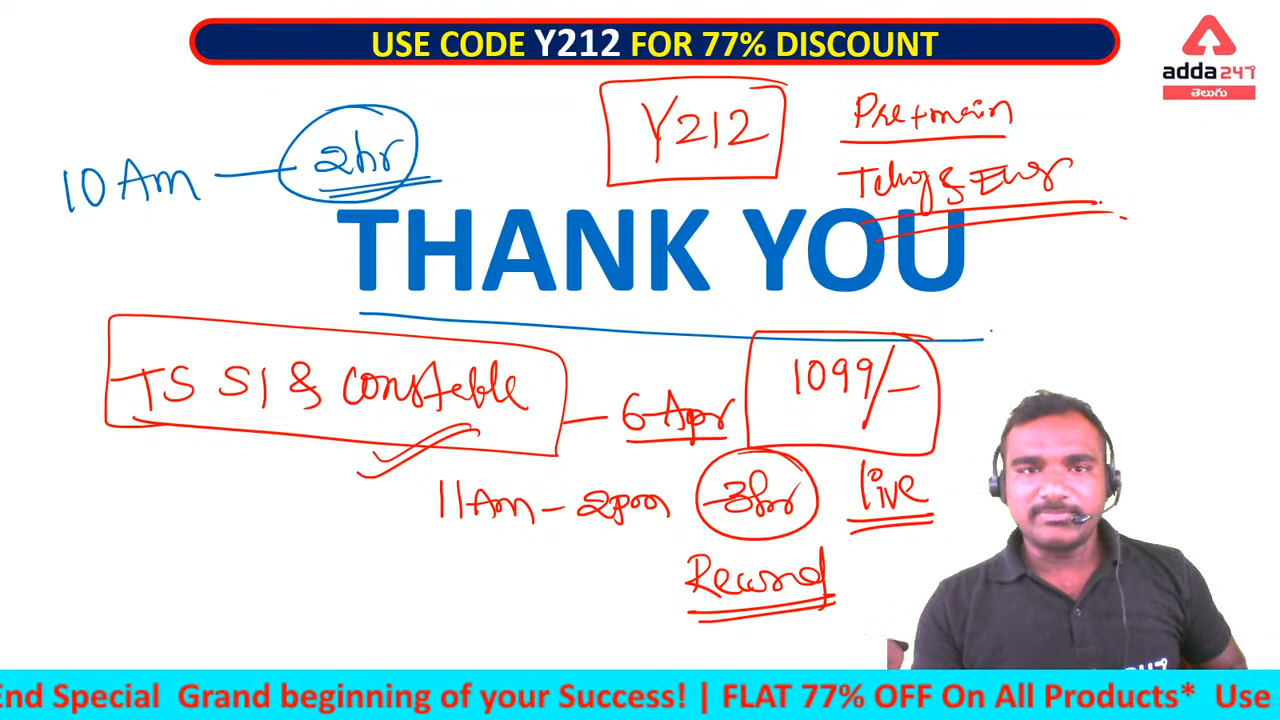 USE CODE Y212 FOR 77% DISCOUNT
adda247
తెలుగు
Y212
Pre+main
10 Am — 2hr
THANK YOU
TS SI & constable — 6 Apr
1099/-
11Am - 2pm 3hr live
Record
End Special Grand beginning of your Success! | FLAT 77% OFF On All Products* Use